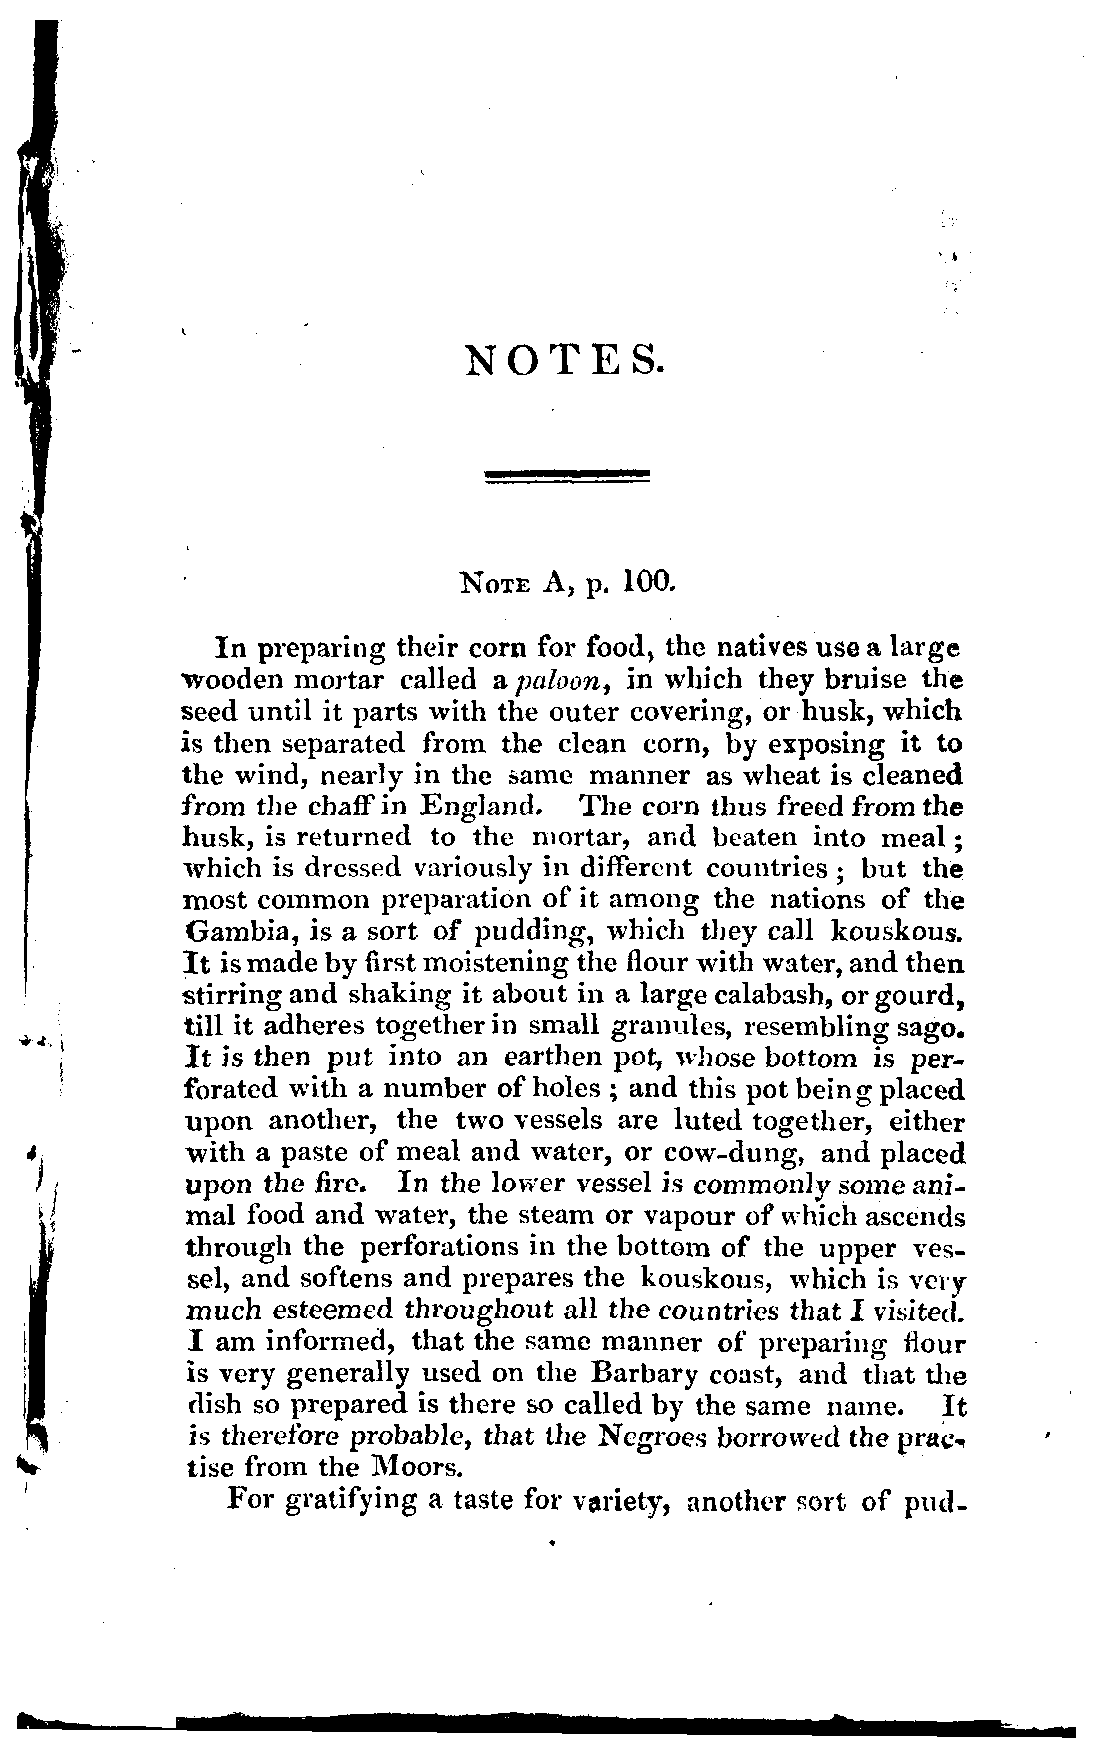 NOTES.
NOTE A, p. 100.
In preparing their corn for food, the natives use a large
wooden mortar called a paloon, in which they bruise the
seed until it parts with the outer covering, or husk, which
is then separated from the clean corn, by exposing it to
the wind, nearly in the same manner as wheat is cleaned
from the chaff in England. The corn thus freed from the
husk, is returned to the mortar, and beaten into meal ;
which is dressed variously in different countries ; but the
most common preparation of it among the nations of the
Gambia, is a sort of pudding, which they call kouskous.
It is made by first moistening the flour with water, and then
stirring and shaking it about in a large calabash, or gourd,
till it adheres together in small granules, resembling sago.
It is then put into an earthen pot, whose bottom is per-
forated with a number of holes ; and this pot being placed
upon another, the two vessels are luted together, either
with a paste of meal and water, or cow-dung, and placed
upon the fire. In the lower vessel is commonly some ani-
mal food and water, the steam or vapour of which ascends
through the perforations in the bottom of the upper ves-
sel, and softens and prepares the kouskous, which is very
much esteemed throughout all the countries that I visited.
I am informed, that the same manner of preparing flour
is very generally used on the Barbary coast, and that the
dish so prepared is there so called by the same name. It
is therefore probable, that the Negroes borrowed the prac-
tise from the Moors.
For gratifying a taste for variety, another sort of pud-